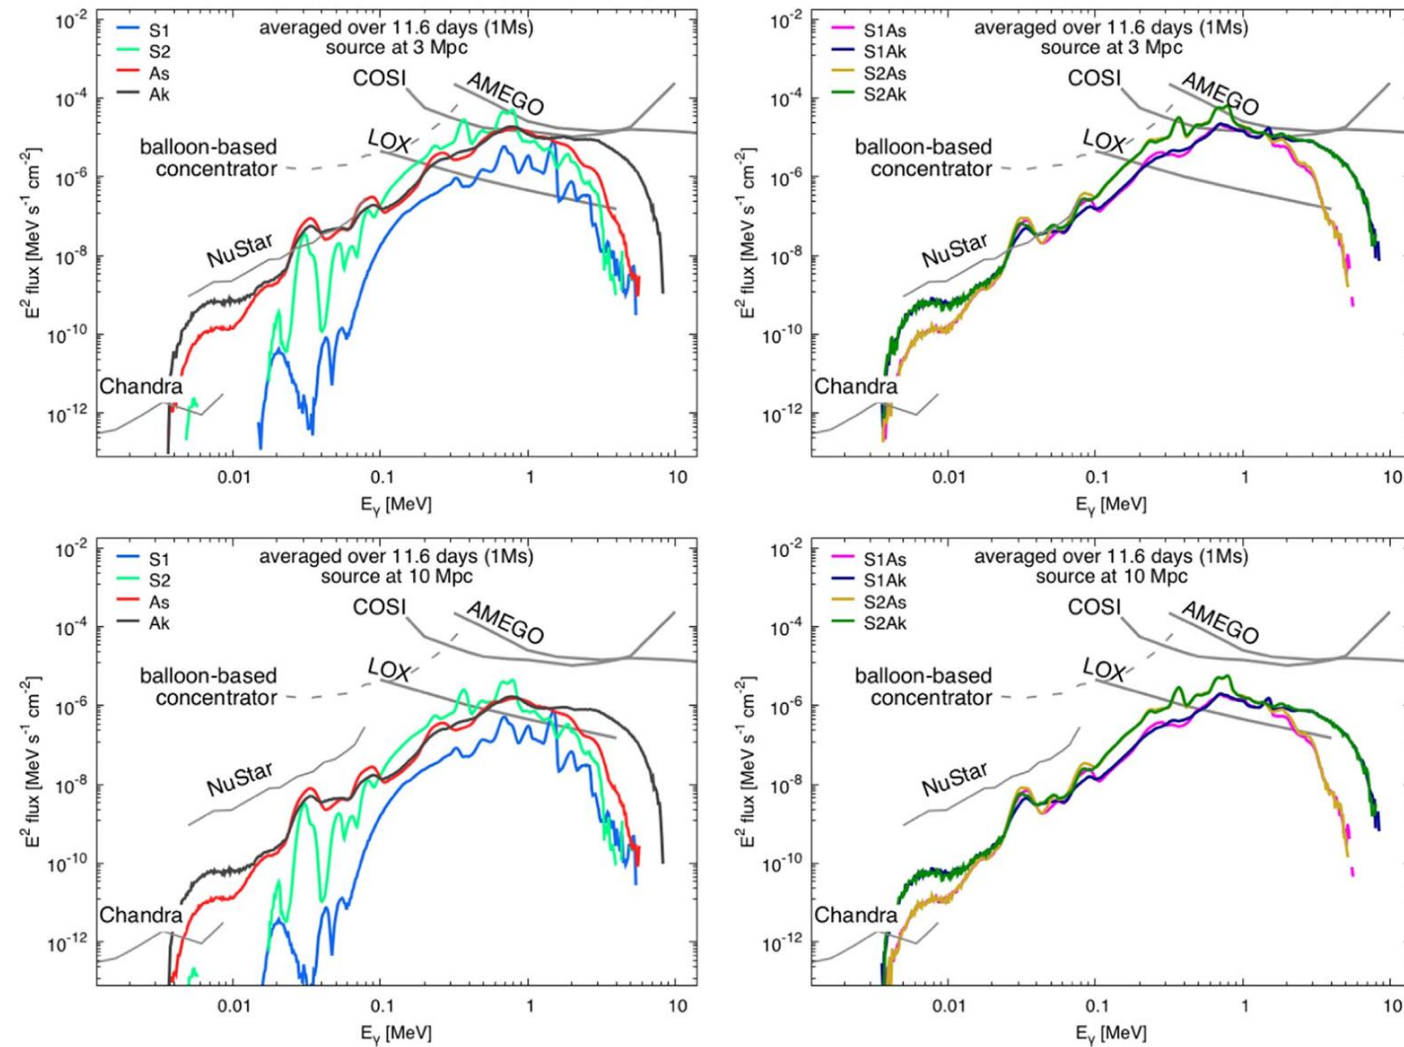 averaged over 11.6 days (1Ms)
source at 3 Mpc
S1
S2
As
Ak
COSI
AMEGO
LOX
balloon-based
concentrator
NuStar
Chandra
E² flux [MeV s⁻¹ cm⁻²]
10⁻²
10⁻⁴
10⁻⁶
10⁻⁸
10⁻¹⁰
10⁻¹²
0.01
0.1
1
10
Eᵧ [MeV]
averaged over 11.6 days (1Ms)
source at 3 Mpc
S1As
S1Ak
S2As
S2Ak
COSI
AMEGO
LOX
balloon-based
concentrator
NuStar
Chandra
E² flux [MeV s⁻¹ cm⁻²]
10⁻²
10⁻⁴
10⁻⁶
10⁻⁸
10⁻¹⁰
10⁻¹²
0.01
0.1
1
10
Eᵧ [MeV]
averaged over 11.6 days (1Ms)
source at 10 Mpc
S1
S2
As
Ak
COSI
AMEGO
LOX
balloon-based
concentrator
NuStar
Chandra
E² flux [MeV s⁻¹ cm⁻²]
10⁻²
10⁻⁴
10⁻⁶
10⁻⁸
10⁻¹⁰
10⁻¹²
0.01
0.1
1
10
Eᵧ [MeV]
averaged over 11.6 days (1Ms)
source at 10 Mpc
S1As
S1Ak
S2As
S2Ak
COSI
AMEGO
LOX
balloon-based
concentrator
NuStar
Chandra
E² flux [MeV s⁻¹ cm⁻²]
10⁻²
10⁻⁴
10⁻⁶
10⁻⁸
10⁻¹⁰
10⁻¹²
0.01
0.1
1
10
Eᵧ [MeV]